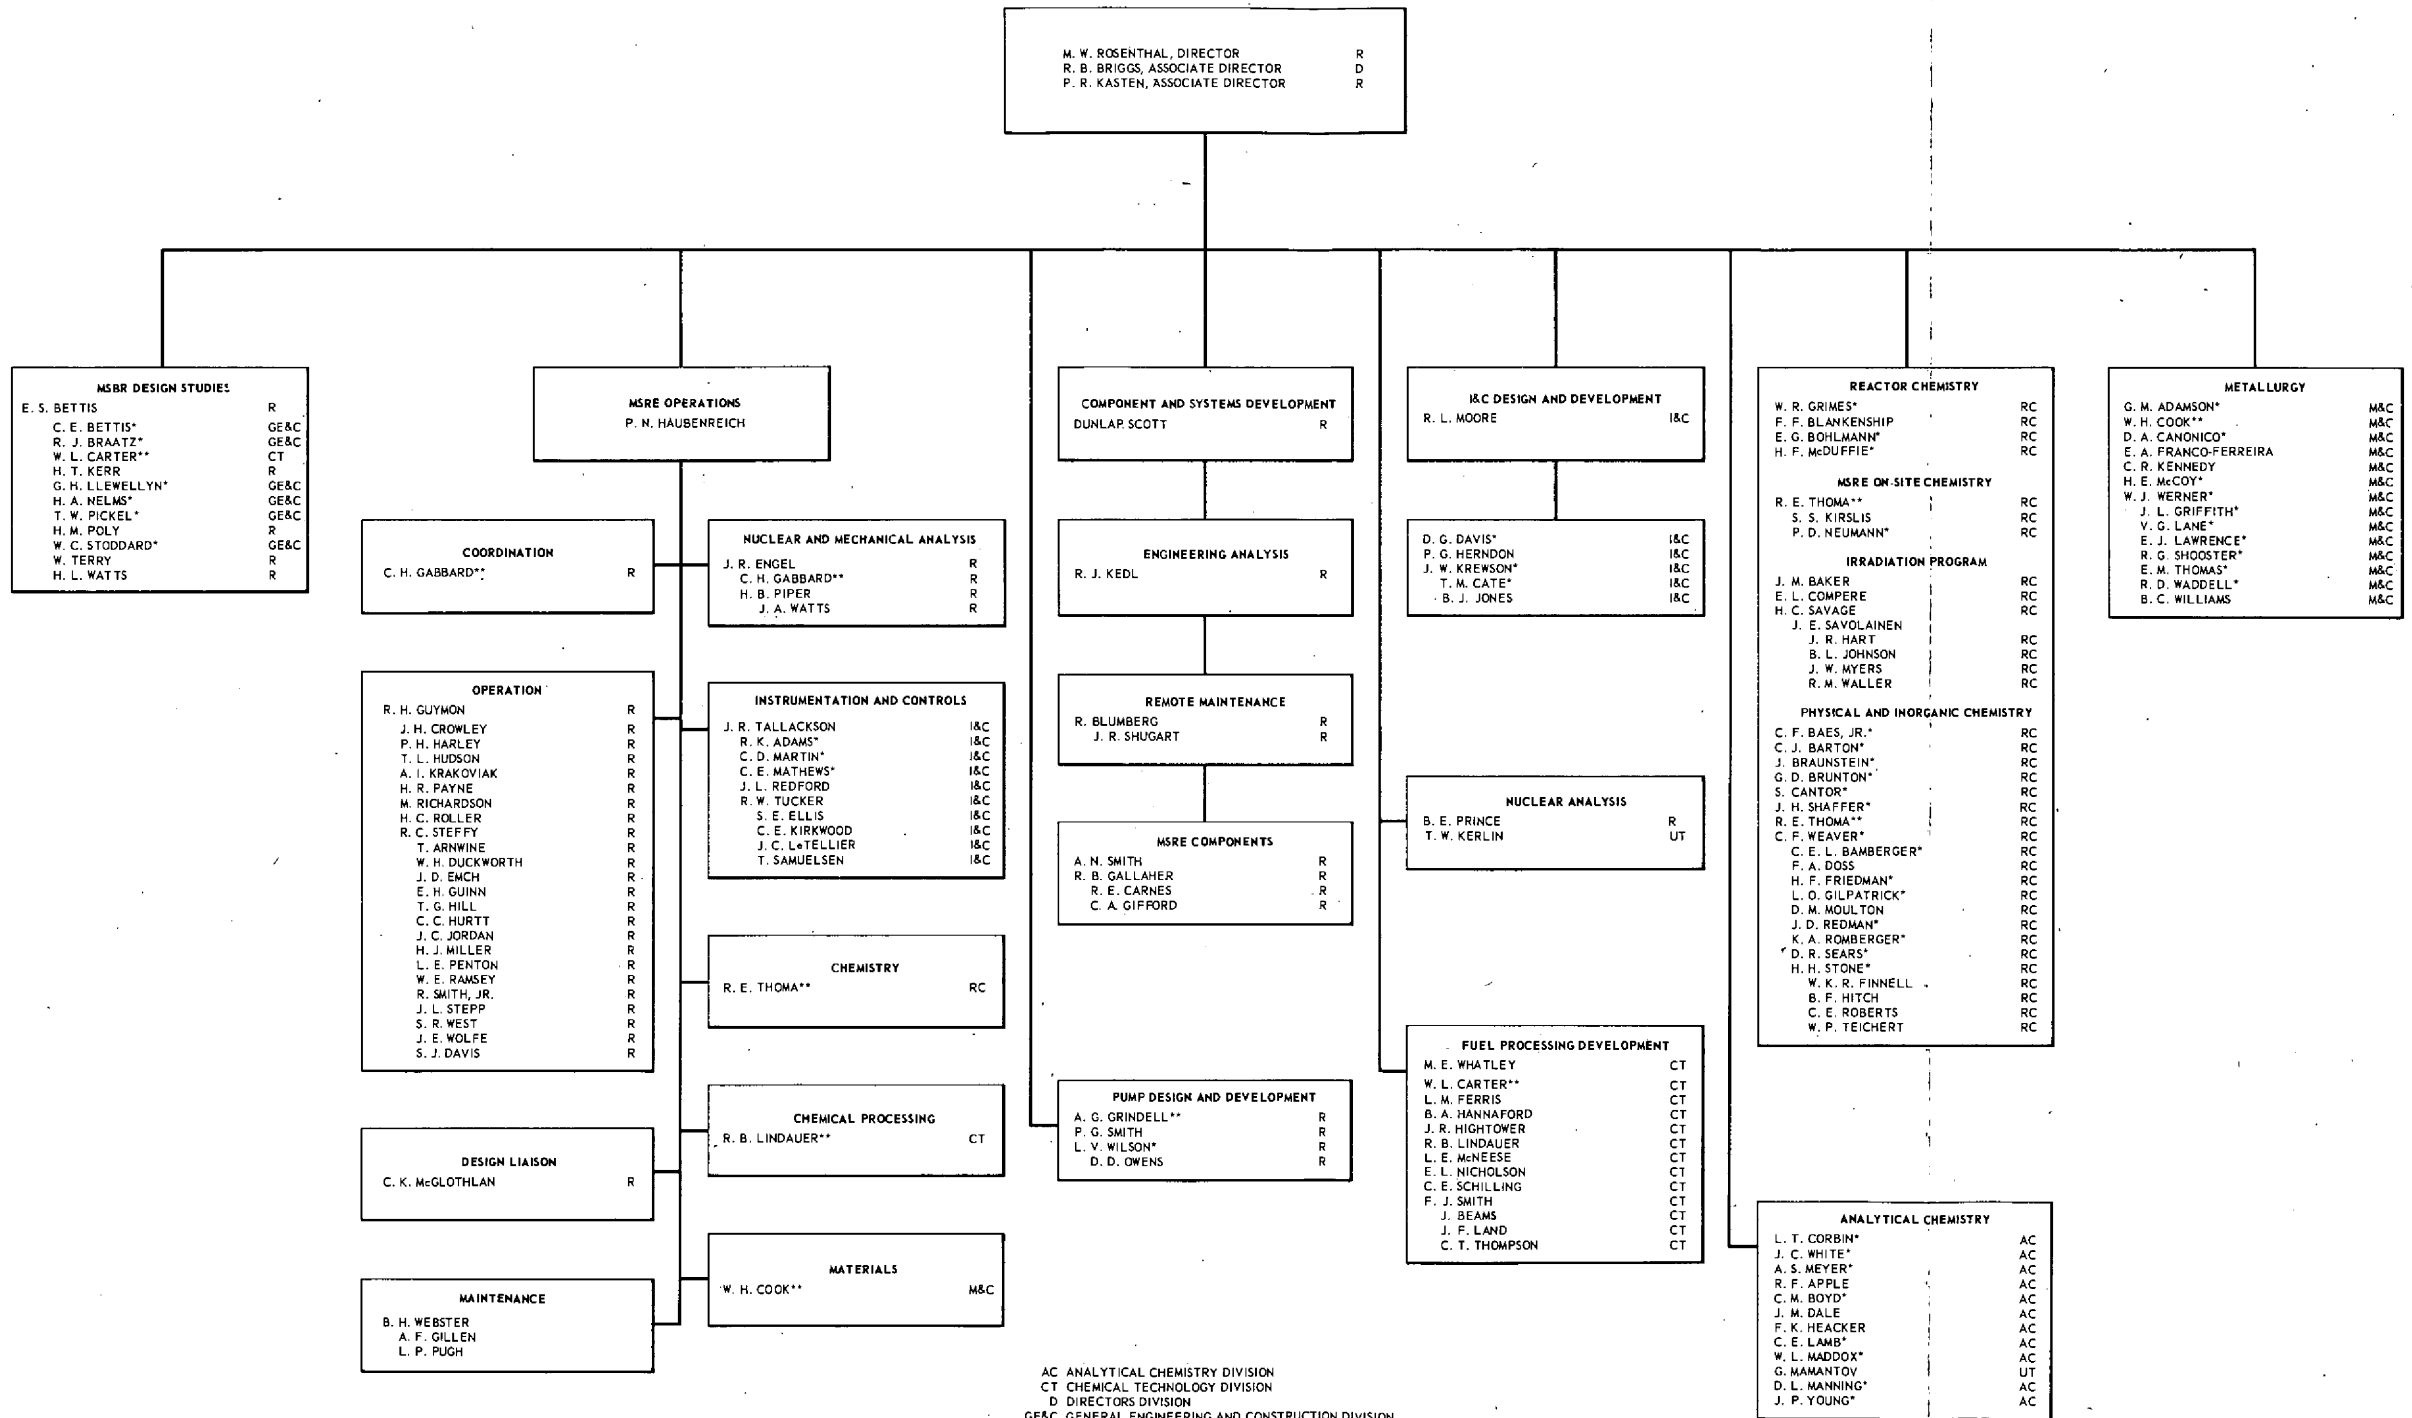 M. W. ROSENTHAL, DIRECTOR R
R. B. BRIGGS, ASSOCIATE DIRECTOR D
P. R. KASTEN, ASSOCIATE DIRECTOR R
MSBR DESIGN STUDIES
E. S. BETTIS R
C. E. BETTIS* GE&C
R. J. BRAATZ* GE&C
W. L. CARTER** CT
H. T. KERR R
G. H. LLEWELLYN* GE&C
H. A. NELMS* GE&C
T. W. PICKEL* GE&C
H. M. POLY R
W. C. STODDARD* GE&C
W. TERRY R
H. L. WATTS R
MSRE OPERATIONS
P. N. HAUBENREICH
COORDINATION
C. H. GABBARD** R
NUCLEAR AND MECHANICAL ANALYSIS
J. R. ENGEL R
C. H. GABBARD** R
H. B. PIPER R
J. A. WATTS R
OPERATION
R. H. GUYMON R
J. H. CROWLEY R
P. H. HARLEY R
T. L. HUDSON R
A. I. KRAKOVIAK R
H. R. PAYNE R
M. RICHARDSON R
H. C. ROLLER R
R. C. STEFFY R
T. ARNWINE R
W. H. DUCKWORTH R
J. D. EMCH R
E. H. GUINN R
T. G. HILL R
C. C. HURTT R
J. C. JORDAN R
H. J. MILLER R
L. E. PENTON R
W. E. RAMSEY R
R. SMITH, JR. R
J. L. STEPP R
S. R. WEST R
J. E. WOLFE R
S. J. DAVIS R
INSTRUMENTATION AND CONTROLS
J. R. TALLACKSON I&C
R. K. ADAMS* I&C
C. D. MARTIN* I&C
C. E. MATHEWS* I&C
J. L. REDFORD I&C
R. W. TUCKER I&C
S. E. ELLIS I&C
C. E. KIRKWOOD I&C
J. C. LeTELLIER I&C
T. SAMUELSEN I&C
CHEMISTRY
R. E. THOMA** RC
CHEMICAL PROCESSING
R. B. LINDAUER** CT
DESIGN LIAISON
C. K. McGLOTHLAN R
MATERIALS
W. H. COOK** M&C
MAINTENANCE
B. H. WEBSTER
A. F. GILLEN
L. P. PUGH
COMPONENT AND SYSTEMS DEVELOPMENT
DUNLAP SCOTT R
ENGINEERING ANALYSIS
R. J. KEDL R
REMOTE MAINTENANCE
R. BLUMBERG R
J. R. SHUGART R
MSRE COMPONENTS
A. N. SMITH R
R. B. GALLAHER R
R. E. CARNES R
C. A. GIFFORD R
PUMP DESIGN AND DEVELOPMENT
A. G. GRINDELL** R
P. G. SMITH R
L. V. WILSON* R
D. D. OWENS R
I&C DESIGN AND DEVELOPMENT
R. L. MOORE I&C
D. G. DAVIS* I&C
P. G. HERNDON I&C
J. W. KREWSON* I&C
T. M. CATE* I&C
B. J. JONES I&C
NUCLEAR ANALYSIS
B. E. PRINCE R
T. W. KERLIN UT
FUEL PROCESSING DEVELOPMENT
M. E. WHATLEY CT
W. L. CARTER** CT
L. M. FERRIS CT
B. A. HANNAFORD CT
J. R. HIGHTOWER CT
R. B. LINDAUER CT
L. E. McNEESE CT
E. L. NICHOLSON CT
C. E. SCHILLING CT
F. J. SMITH CT
J. BEAMS CT
J. F. LAND CT
C. T. THOMPSON CT
REACTOR CHEMISTRY
W. R. GRIMES* RC
F. F. BLANKENSHIP RC
E. G. BOHLMANN* RC
H. F. McDUFFIE* RC
MSRE ON-SITE CHEMISTRY
R. E. THOMA** RC
S. S. KIRSLIS RC
P. D. NEUMANN* RC
IRRADIATION PROGRAM
J. M. BAKER RC
E. L. COMPERE RC
H. C. SAVAGE RC
J. E. SAVOLAINEN
J. R. HART RC
B. L. JOHNSON RC
J. W. MYERS RC
R. M. WALLER RC
PHYSICAL AND INORGANIC CHEMISTRY
C. F. BAES, JR.* RC
C. J. BARTON* RC
J. BRAUNSTEIN* RC
G. D. BRUNTON* RC
S. CANTOR* RC
J. H. SHAFFER* RC
R. E. THOMA** RC
C. F. WEAVER* RC
C. E. L. BAMBERGER* RC
F. A. DOSS RC
H. F. FRIEDMAN* RC
L. O. GILPATRICK* RC
D. M. MOULTON RC
J. D. REDMAN* RC
K. A. ROMBERGER* RC
D. R. SEARS* RC
H. H. STONE* RC
W. K. R. FINNELL RC
B. F. HITCH RC
C. E. ROBERTS RC
W. P. TEICHERT RC
ANALYTICAL CHEMISTRY
L. T. CORBIN* AC
J. C. WHITE* AC
A. S. MEYER* AC
R. F. APPLE AC
C. M. BOYD* AC
J. M. DALE AC
F. K. HEACKER AC
C. E. LAMB* AC
W. L. MADDOX* AC
G. MAMANTOV UT
D. L. MANNING* AC
J. P. YOUNG* AC
METALLURGY
G. M. ADAMSON* M&C
W. H. COOK** M&C
D. A. CANONICO* M&C
E. A. FRANCO-FERREIRA M&C
C. R. KENNEDY M&C
H. E. McCOY* M&C
W. J. WERNER* M&C
J. L. GRIFFITH* M&C
V. G. LANE* M&C
E. J. LAWRENCE* M&C
R. G. SHOOSTER* M&C
E. M. THOMAS* M&C
R. D. WADDELL* M&C
B. C. WILLIAMS M&C
AC ANALYTICAL CHEMISTRY DIVISION
CT CHEMICAL TECHNOLOGY DIVISION
D DIRECTORS DIVISION
GE&C GENERAL ENGINEERING AND CONSTRUCTION DIVISION